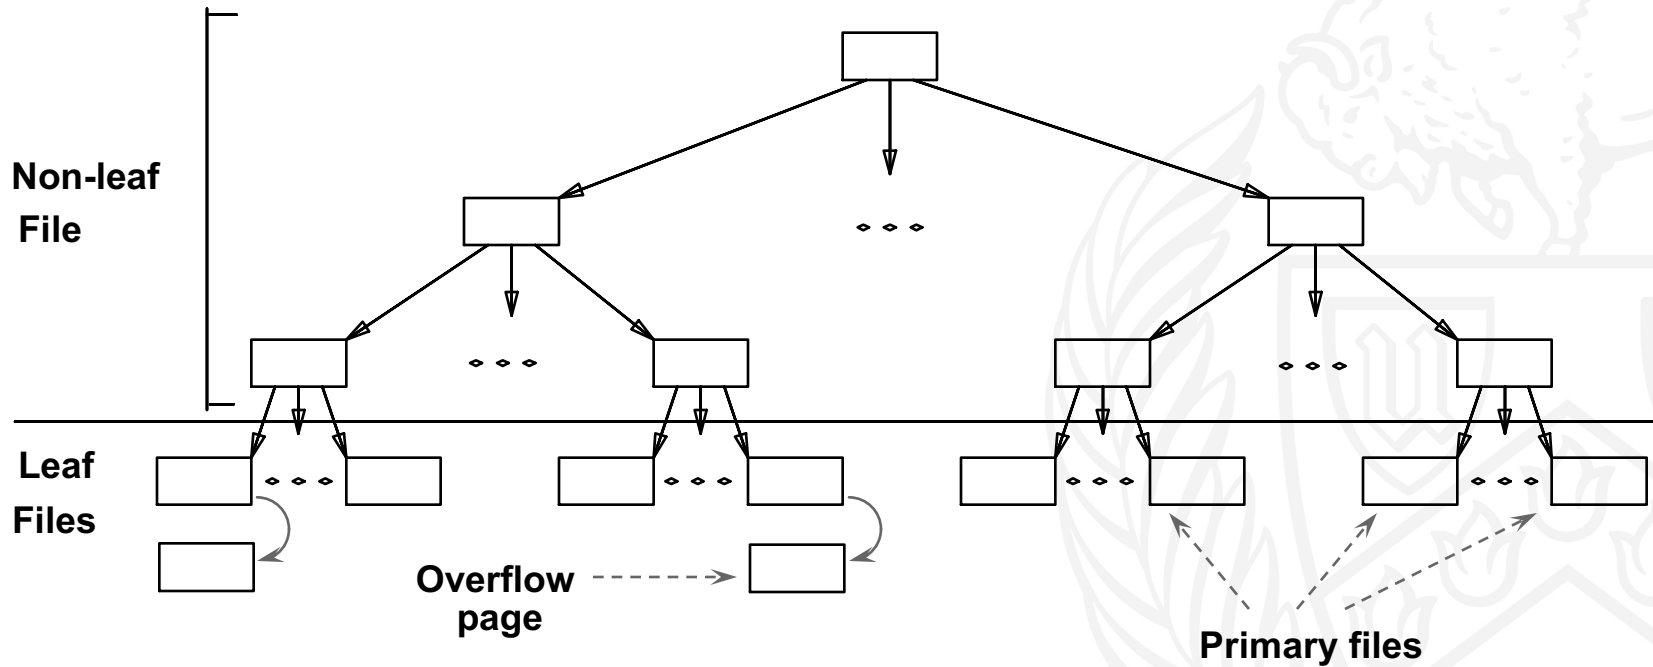 Non-leaf
File
Leaf
Files
Overflow
page
Primary files